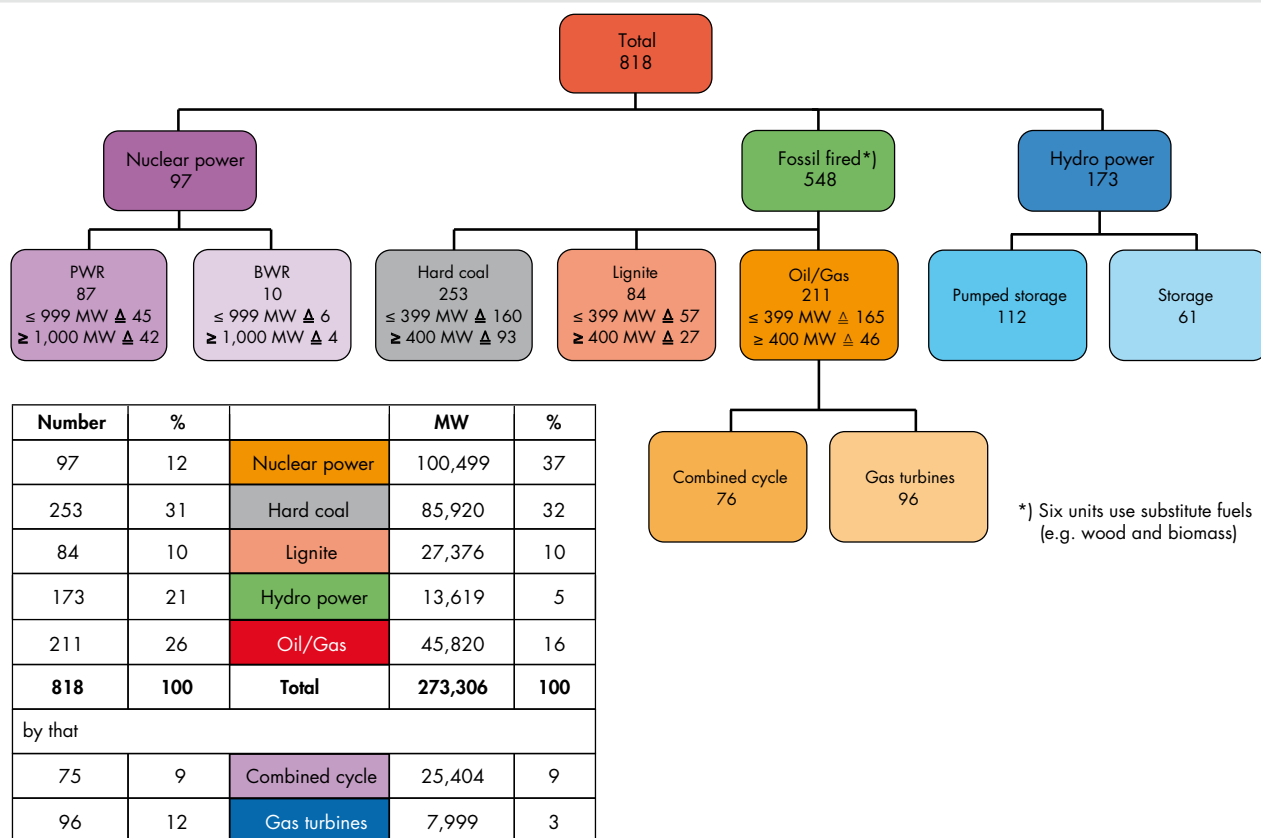 Total
818
Nuclear power
97
Fossil fired*)
548
Hydro power
173
PWR
87
≤ 999 MW ≙ 45
≥ 1,000 MW ≙ 42
BWR
10
≤ 999 MW ≙ 6
≥ 1,000 MW ≙ 4
Hard coal
253
≤ 399 MW ≙ 160
≥ 400 MW ≙ 93
Lignite
84
≤ 399 MW ≙ 57
≥ 400 MW ≙ 27
Oil/Gas
211
≤ 399 MW ≙ 165
≥ 400 MW ≙ 46
Pumped storage
112
Storage
61
Combined cycle
76
Gas turbines
96
*) Six units use substitute fuels
(e.g. wood and biomass)
Number % MW %
97 12 Nuclear power 100,499 37
253 31 Hard coal 85,920 32
84 10 Lignite 27,376 10
173 21 Hydro power 13,619 5
211 26 Oil/Gas 45,820 16
818 100 Total 273,306 100
by that
75 9 Combined cycle 25,404 9
96 12 Gas turbines 7,999 3